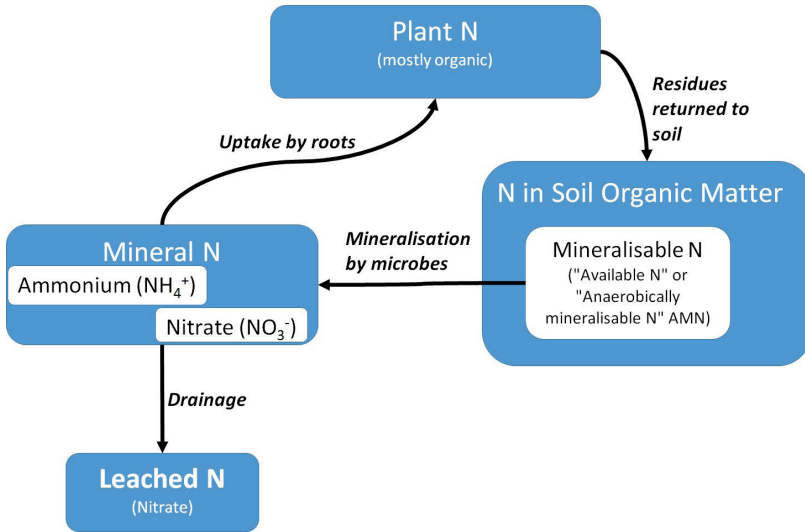 Plant N
(mostly organic)
Residues
returned to
soil
Uptake by roots
N in Soil Organic Matter
Mineralisable N
("Available N" or
"Anaerobically
mineralisable N" AMN)
Mineralisation
by microbes
Mineral N
Ammonium (NH₄⁺)
Nitrate (NO₃⁻)
Drainage
Leached N
(Nitrate)